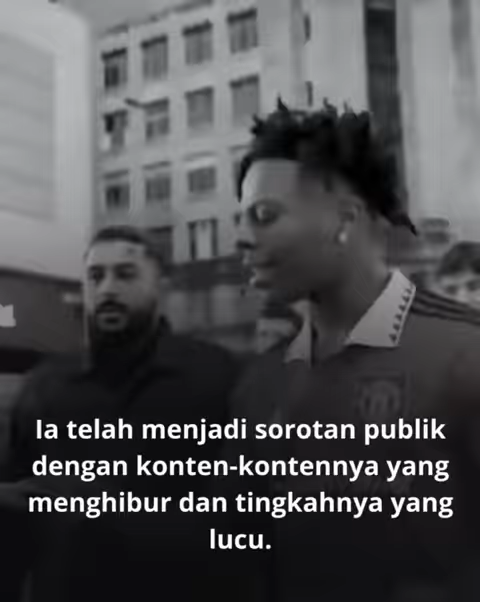 Ia telah menjadi sorotan publik
dengan konten-kontennya yang
menghibur dan tingkahnya yang
lucu.